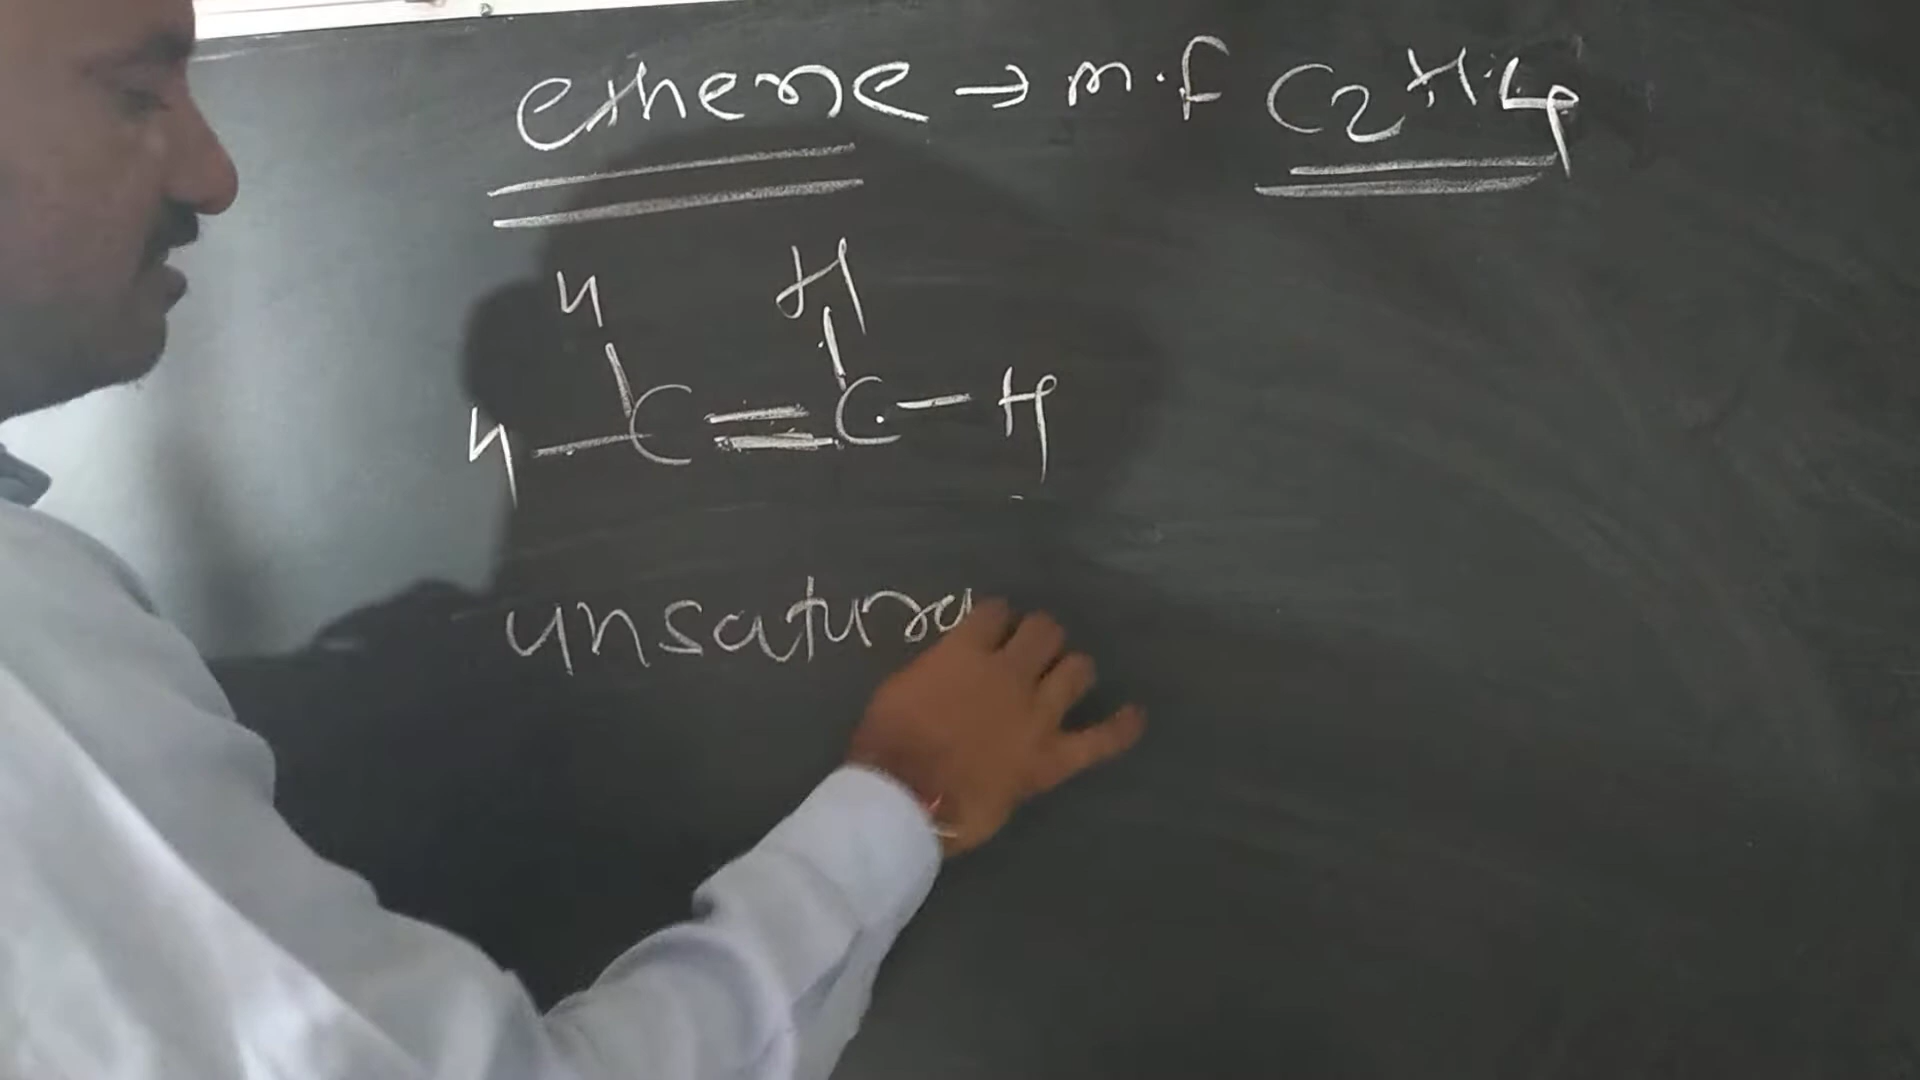 ethene → m.f C2H4
H H
H-C=C-H
unsatura